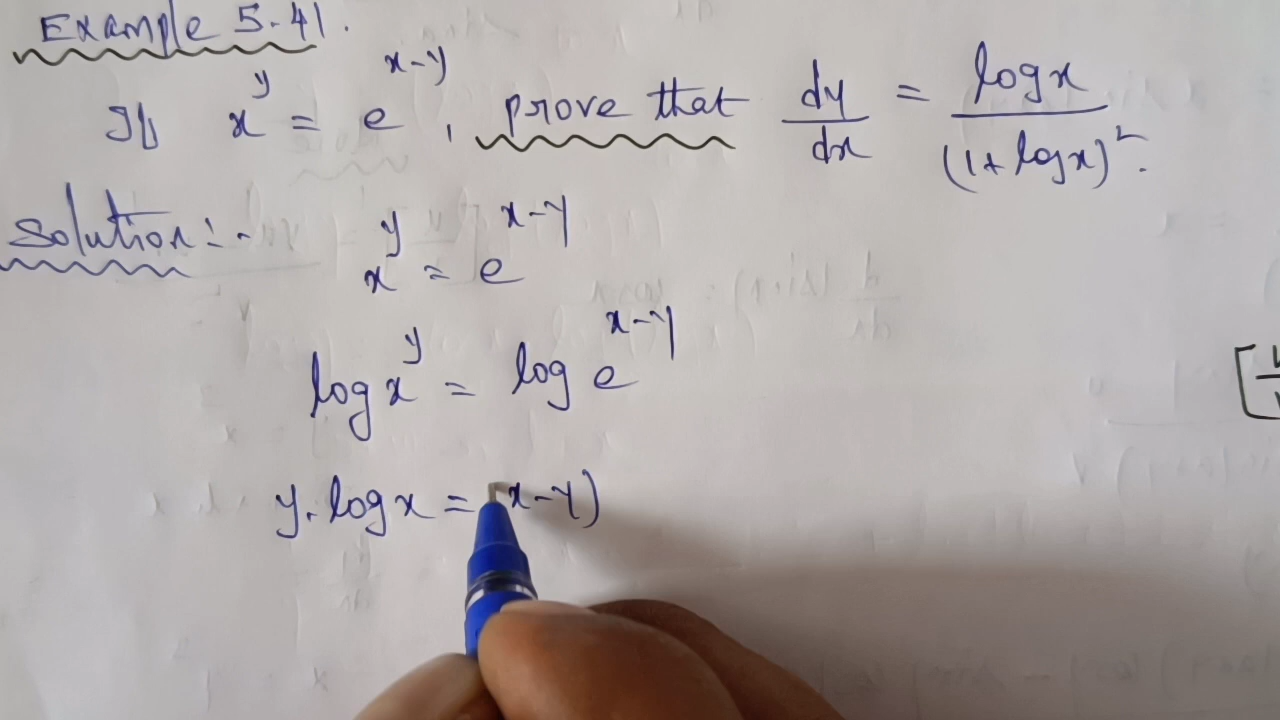 Example 5.41.
If x^y = e^(x-y), prove that dy/dx = log x/(1+log x)^2.
Solution:-
x^y = e^(x-y)
log x^y = log e^(x-y)
y. log x = x-y)